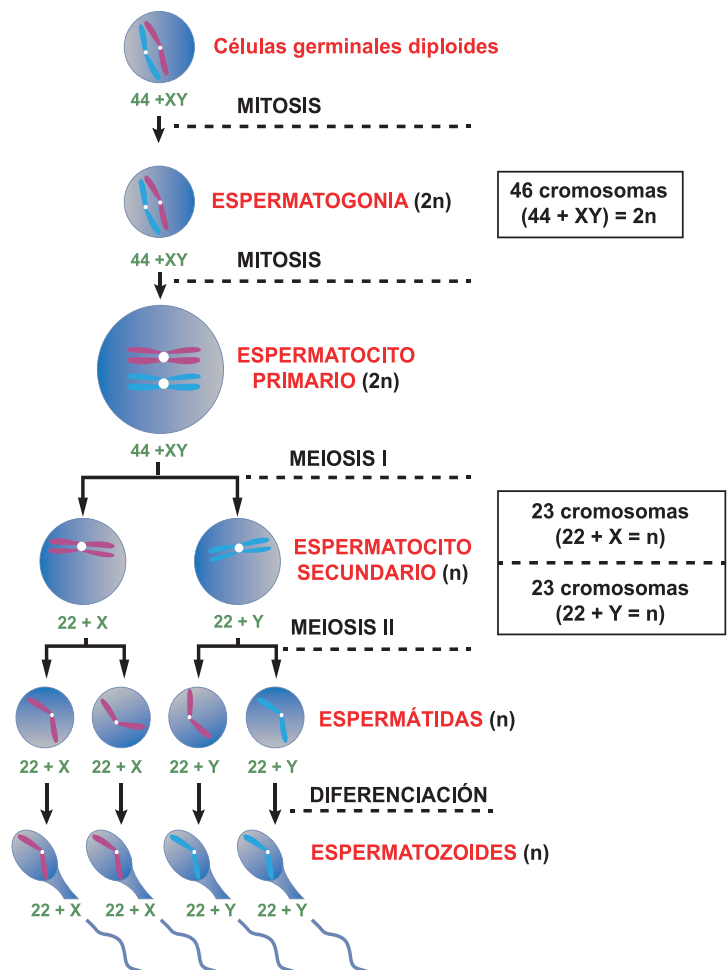 Células germinales diploides
44 +XY
MITOSIS
ESPERMATOGONIA (2n)
46 cromosomas
(44 + XY) = 2n
44 +XY
MITOSIS
ESPERMATOCITO
PRIMARIO (2n)
44 +XY
MEIOSIS I
ESPERMATOCITO
SECUNDARIO (n)
23 cromosomas
(22 + X = n)
23 cromosomas
(22 + Y = n)
22 + X
22 + Y
MEIOSIS II
ESPERMÁTIDAS (n)
22 + X
22 + X
22 + Y
22 + Y
DIFERENCIACIÓN
ESPERMATOZOIDES (n)
22 + X
22 + X
22 + Y
22 + Y